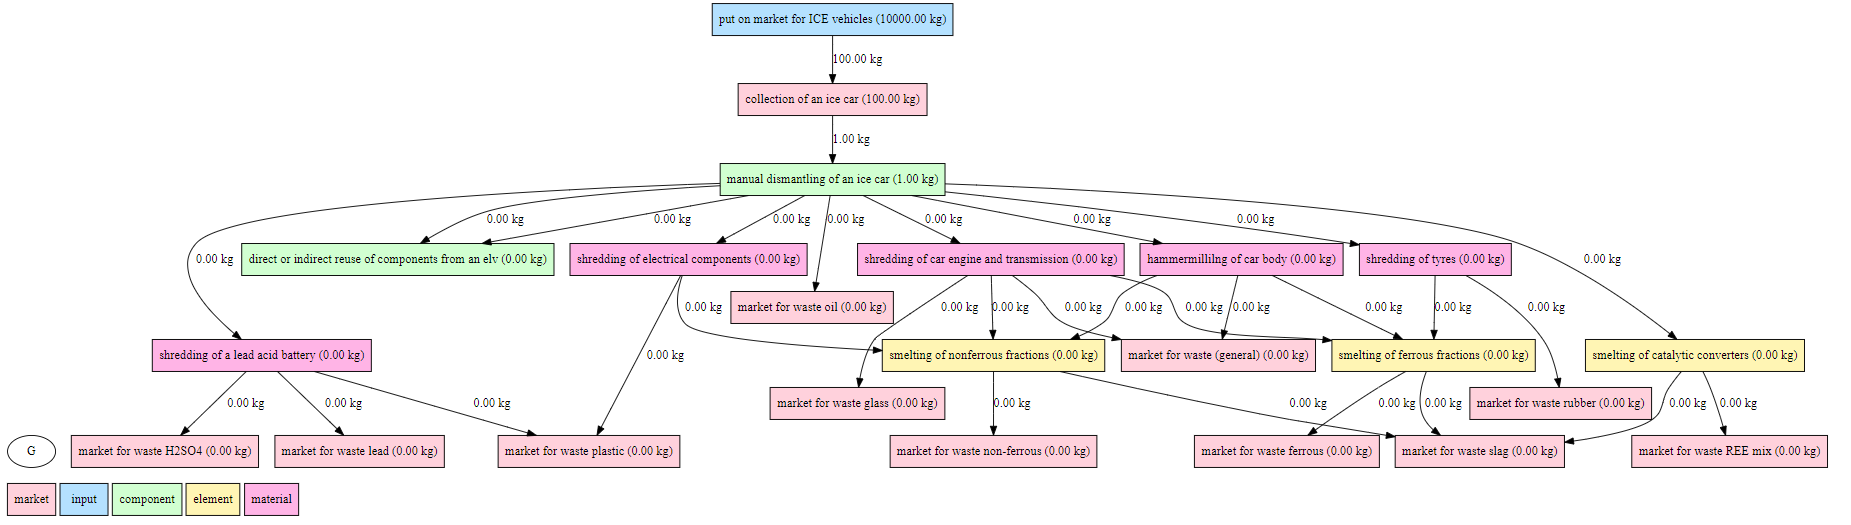 put on market for ICE vehicles (10000.00 kg)
100.00 kg
collection of an ice car (100.00 kg)
1.00 kg
manual dismantling of an ice car (1.00 kg)
0.00 kg
0.00 kg
0.00 kg
0.00 kg
0.00 kg
0.00 kg
0.00 kg
0.00 kg
direct or indirect reuse of components from an elv (0.00 kg)
shredding of electrical components (0.00 kg)
shredding of car engine and transmission (0.00 kg)
hammermillilng of car body (0.00 kg)
shredding of tyres (0.00 kg)
0.00 kg
market for waste oil (0.00 kg)
0.00 kg
0.00 kg
0.00 kg
0.00 kg
0.00 kg
0.00 kg
0.00 kg
0.00 kg
0.00 kg
0.00 kg
shredding of a lead acid battery (0.00 kg)
0.00 kg
smelting of nonferrous fractions (0.00 kg)
market for waste (general) (0.00 kg)
smelting of ferrous fractions (0.00 kg)
smelting of catalytic converters (0.00 kg)
0.00 kg
0.00 kg
0.00 kg
market for waste glass (0.00 kg)
0.00 kg
0.00 kg
0.00 kg
0.00 kg
market for waste rubber (0.00 kg)
0.00 kg
0.00 kg
G
market for waste H2SO4 (0.00 kg)
market for waste lead (0.00 kg)
market for waste plastic (0.00 kg)
market for waste non-ferrous (0.00 kg)
market for waste ferrous (0.00 kg)
market for waste slag (0.00 kg)
market for waste REE mix (0.00 kg)
market
input
component
element
material